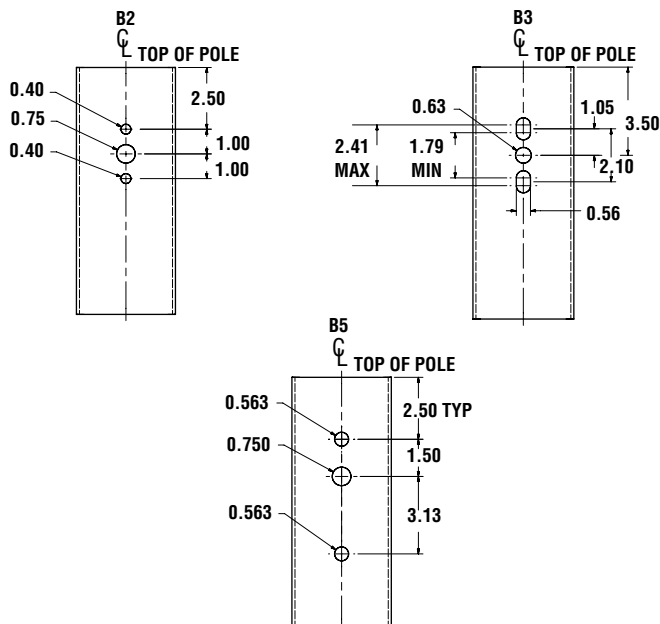 B2
℄ TOP OF POLE
0.40
0.75
0.40
2.50
1.00
1.00
B3
℄ TOP OF POLE
0.63
2.41
MAX
1.79
MIN
1.05
3.50
2.10
0.56
B5
℄ TOP OF POLE
0.563
0.750
0.563
2.50 TYP
1.50
3.13